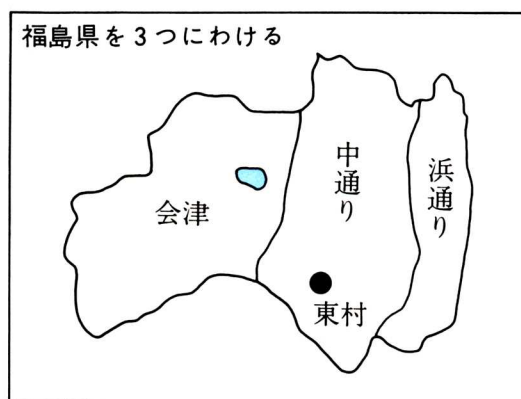 福島県を3つにわける
会津
中通り
浜通り
東村